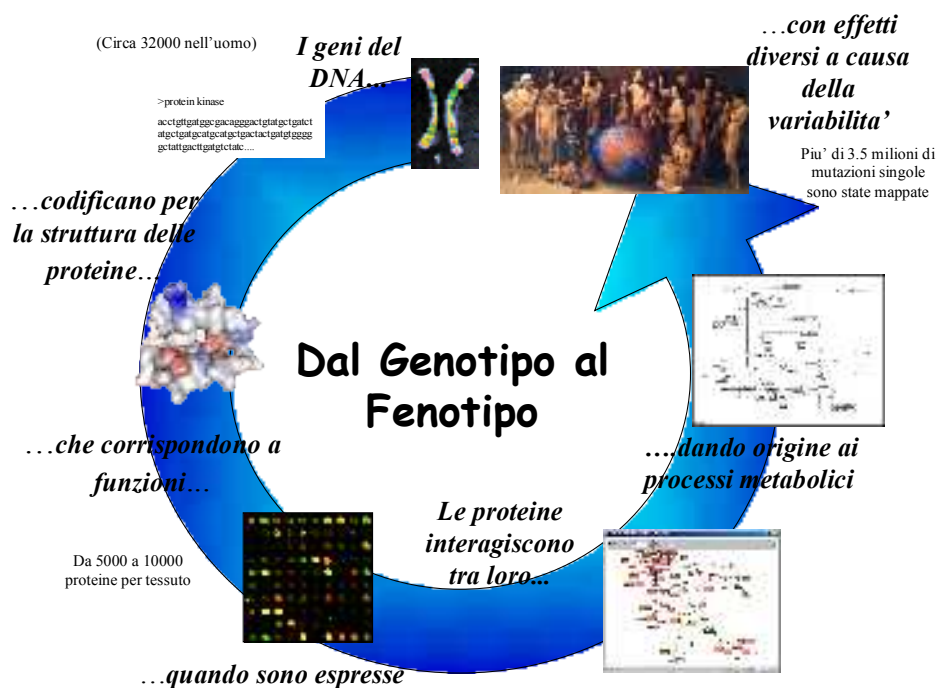 (Circa 32000 nell'uomo)
I geni del
DNA...
>protein kinase
acctgttgatggcgacagggactgtatgctgatct
atgctgatgcatgcatgctgactactgatgtgggg
gctattgacttgatgtctatc....
…codificano per
la struttura delle
proteine…
…che corrispondono a
funzioni…
Da 5000 a 10000
proteine per tessuto
…quando sono espresse
Le proteine
interagiscono
tra loro...
….dando origine ai
processi metabolici
…con effetti
diversi a causa
della
variabilita'
Piu' di 3.5 milioni di
mutazioni singole
sono state mappate
Dal Genotipo al
Fenotipo